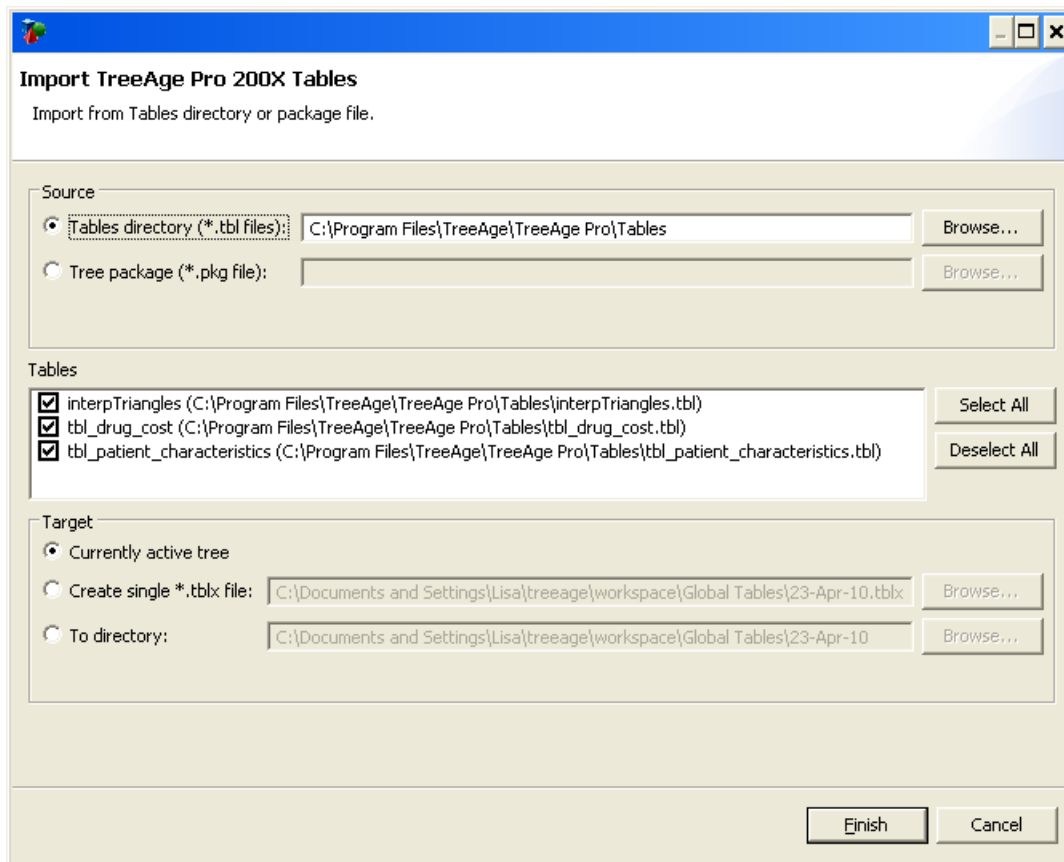 Import TreeAge Pro 200X Tables
Import from Tables directory or package file.
Source
Tables directory (*.tbl files): C:\Program Files\TreeAge\TreeAge Pro\Tables Browse...
Tree package (*.pkg file): Browse...
Tables
interpTriangles (C:\Program Files\TreeAge\TreeAge Pro\Tables\interpTriangles.tbl) Select All
tbl_drug_cost (C:\Program Files\TreeAge\TreeAge Pro\Tables\tbl_drug_cost.tbl)
tbl_patient_characteristics (C:\Program Files\TreeAge\TreeAge Pro\Tables\tbl_patient_characteristics.tbl) Deselect All
Target
Currently active tree
Create single *.tblx file: C:\Documents and Settings\Lisa\treeage\workspace\Global Tables\23-Apr-10.tblx Browse...
To directory: C:\Documents and Settings\Lisa\treeage\workspace\Global Tables\23-Apr-10 Browse...
Finish Cancel